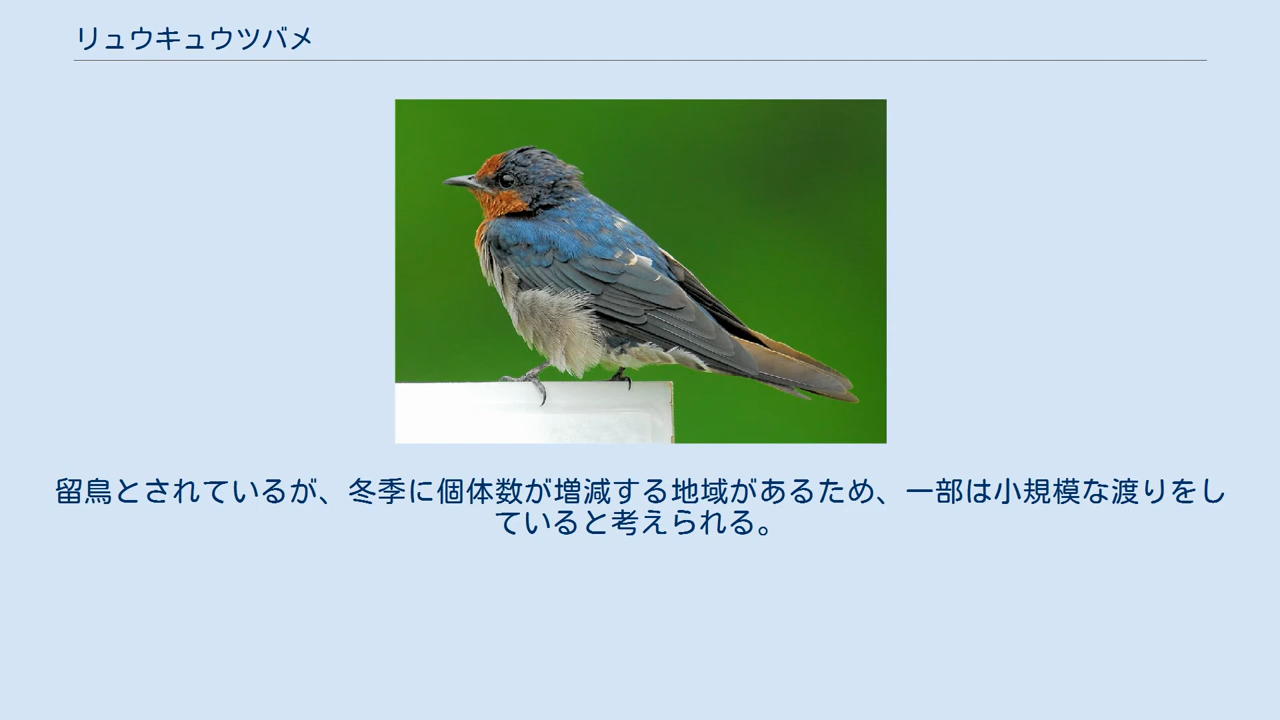 リュウキュウツバメ
留鳥とされているが、冬季に個体数が増減する地域があるため、一部は小規模な渡りをし
ていると考えられる。